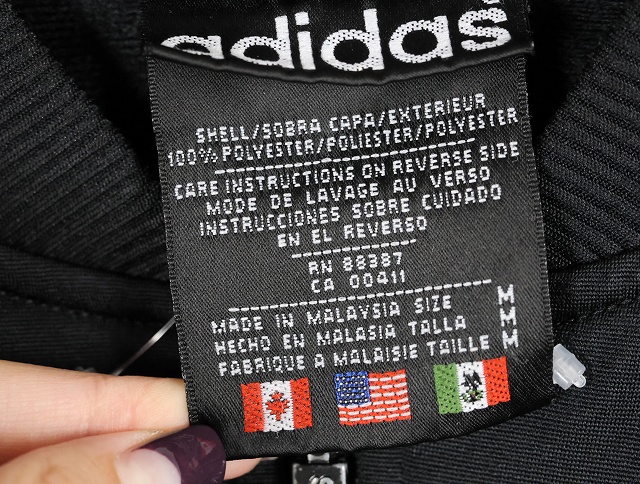 adidas
SHELL/SOBRA CAPA/EXTERIEUR
100% POLYESTER/POLIESTER/POLYESTER
CARE INSTRUCTIONS ON REVERSE SIDE
MODE DE LAVAGE AU VERSO
INSTRUCCIONES SOBRE CUIDADO
EN EL REVERSO
RN 88387
CA 00411
MADE IN MALAYSIA SIZE M
HECHO EN MALASIA TALLA M
FABRIQUE A MALAISIE TAILLE M